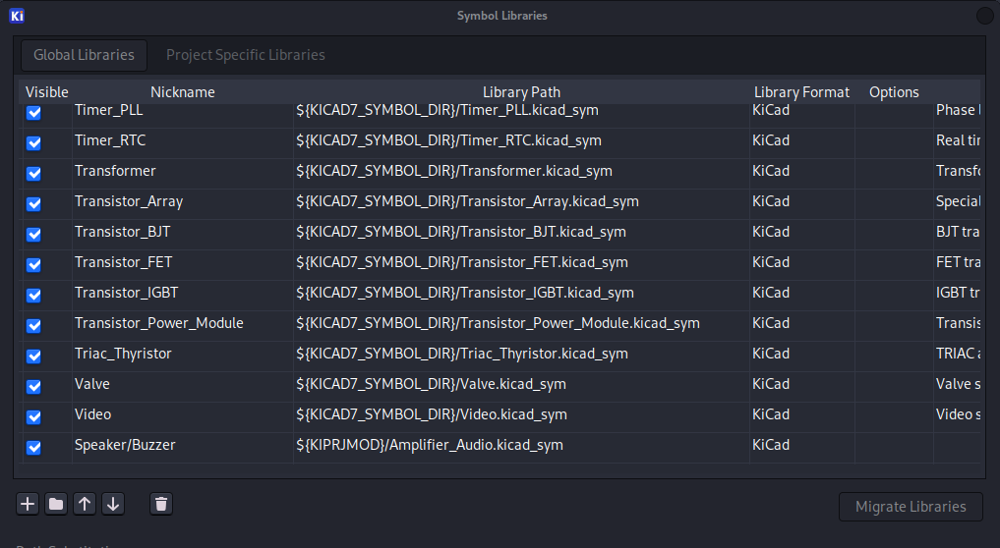 Ki Symbol Libraries
Global Libraries Project Specific Libraries
Visible Nickname Library Path Library Format Options
Timer_PLL ${KICAD7_SYMBOL_DIR}/Timer_PLL.kicad_sym KiCad Phase
Timer_RTC ${KICAD7_SYMBOL_DIR}/Timer_RTC.kicad_sym KiCad Real tin
Transformer ${KICAD7_SYMBOL_DIR}/Transformer.kicad_sym KiCad Transfo
Transistor_Array ${KICAD7_SYMBOL_DIR}/Transistor_Array.kicad_sym KiCad Special
Transistor_BJT ${KICAD7_SYMBOL_DIR}/Transistor_BJT.kicad_sym KiCad BJT tra
Transistor_FET ${KICAD7_SYMBOL_DIR}/Transistor_FET.kicad_sym KiCad FET tra
Transistor_IGBT ${KICAD7_SYMBOL_DIR}/Transistor_IGBT.kicad_sym KiCad IGBT tr
Transistor_Power_Module ${KICAD7_SYMBOL_DIR}/Transistor_Power_Module.kicad_sym KiCad Transis
Triac_Thyristor ${KICAD7_SYMBOL_DIR}/Triac_Thyristor.kicad_sym KiCad TRIAC
Valve ${KICAD7_SYMBOL_DIR}/Valve.kicad_sym KiCad Valve s
Video ${KICAD7_SYMBOL_DIR}/Video.kicad_sym KiCad Video s
Speaker/Buzzer ${KIPRJMOD}/Amplifier_Audio.kicad_sym KiCad
Migrate Libraries